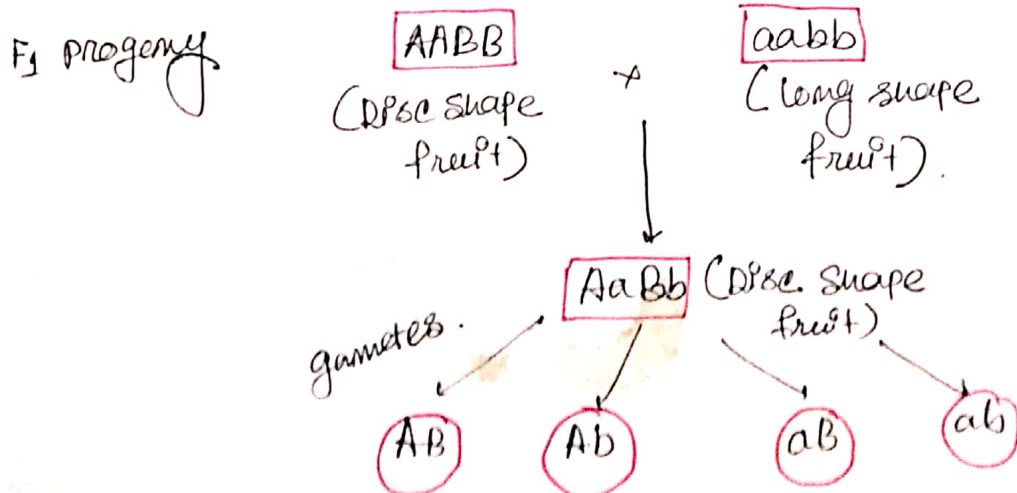 F1 progeny
AABB × aabb
(Disc shape (long shape
fruit) fruit).
AaBb (Disc. shape
fruit)
gametes.
AB Ab aB ab